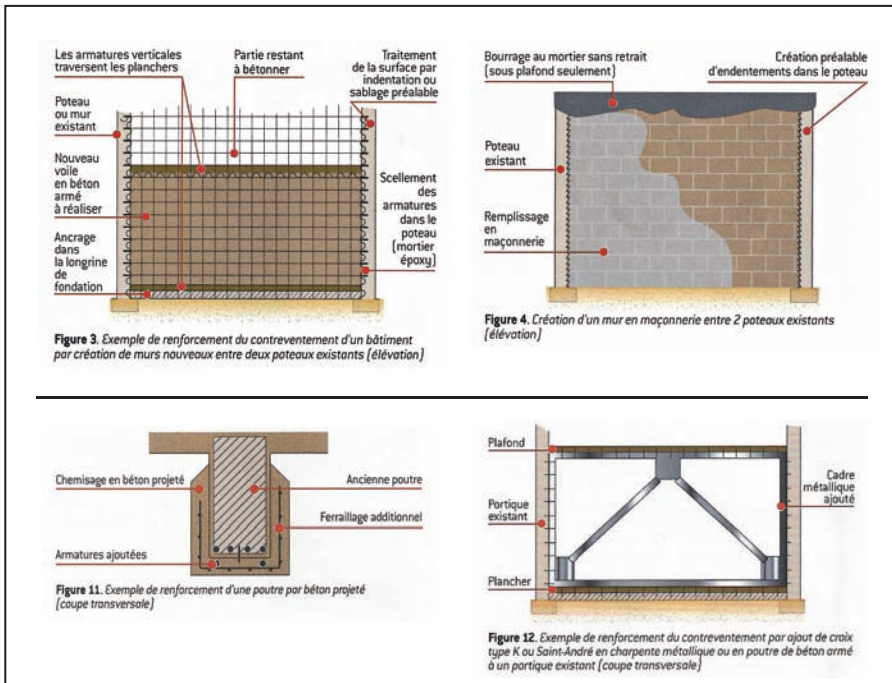 Les armatures verticales
traversent les planchers
Partie restant
à bétonner
Traitement
de la surface par
indentation ou
sablage préalable
Poteau
ou mur
existant
Nouveau
voile
en béton
armé
à réaliser
Ancrage
dans
la longrine
de
fondation
Scellement
des
armatures
dans le
poteau
(mortier
époxy)
Figure 3. Exemple de renforcement du contreventement d'un bâtiment
par création de murs nouveaux entre deux poteaux existants (élévation)
Bourrage au mortier sans retrait
(sous plafond seulement)
Création préalable
d'endentements dans le poteau
Poteau
existant
Remplissage
en
maçonnerie
Figure 4. Création d'un mur en maçonnerie entre 2 poteaux existants
(élévation)
Chemisage en béton projeté
Ancienne poutre
Ferraillage additionnel
Armatures ajoutées
Figure 11. Exemple de renforcement d'une poutre par béton projeté
(coupe transversale)
Plafond
Portique
existant
Plancher
Cadre
métallique
ajouté
Figure 12. Exemple de renforcement du contreventement par ajout de croix
type K ou Saint-André en charpente métallique ou en poutre de béton armé
à un portique existant (coupe transversale)